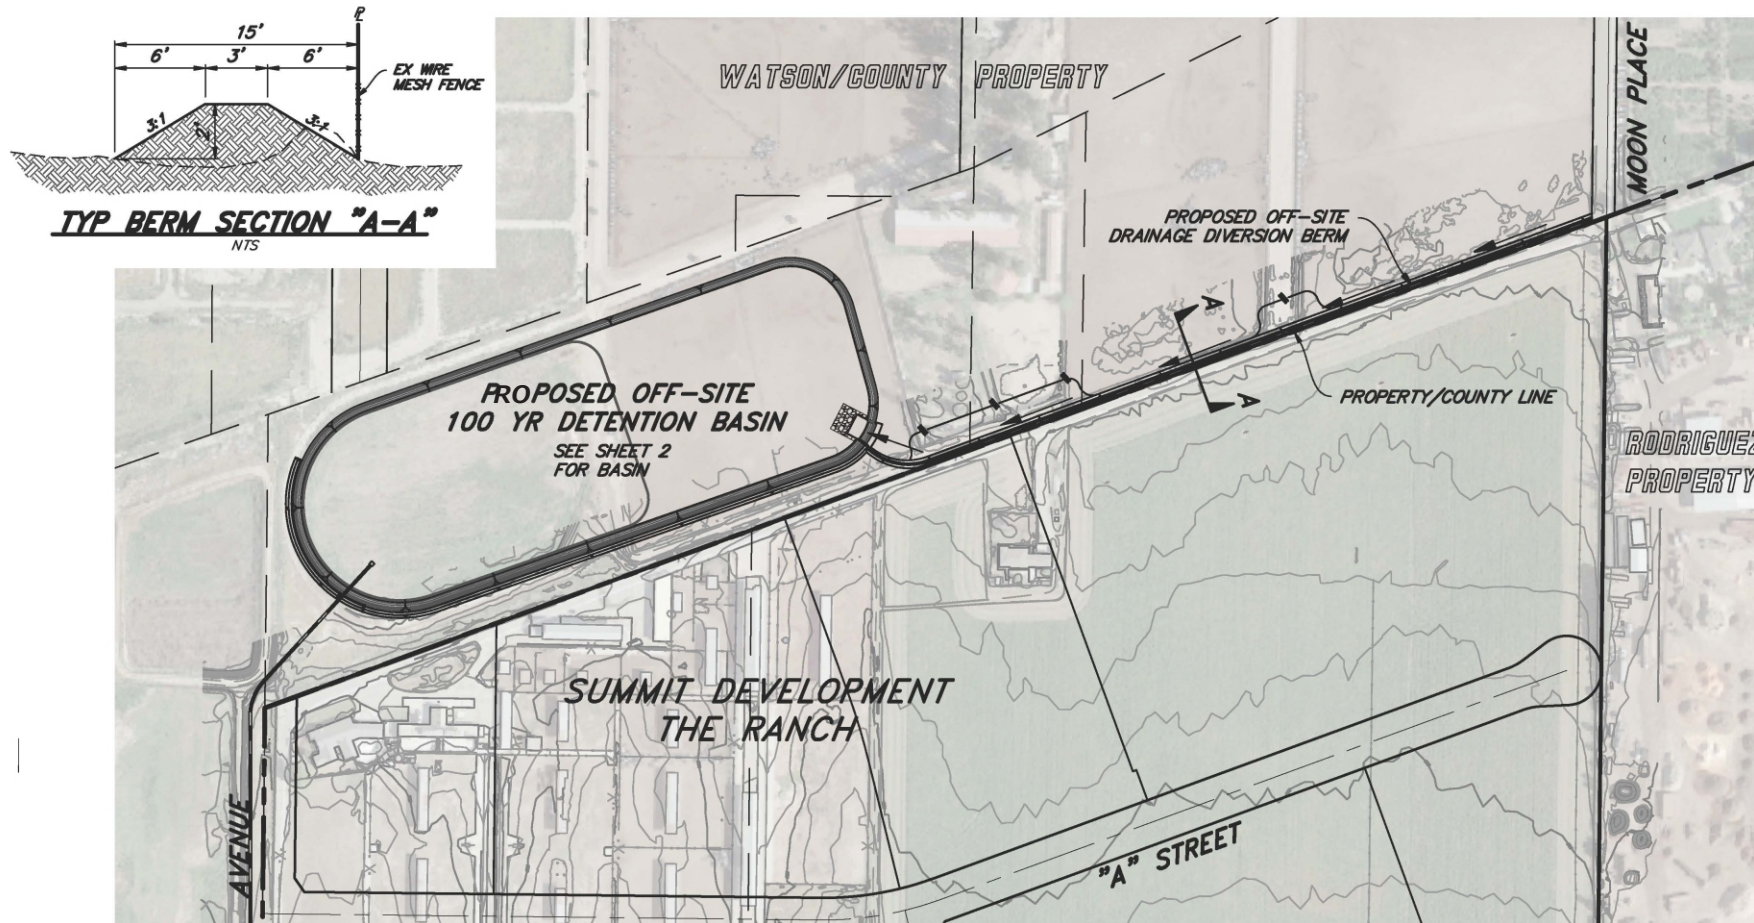 PL
15'
6' 3' 6'
EX WIRE
MESH FENCE
3:1
2'
3:1
TYP BERM SECTION "A-A"
NTS
WATSON/COUNTY PROPERTY
MOON PLACE
PROPOSED OFF-SITE
DRAINAGE DIVERSION BERM
A
A
PROPERTY/COUNTY LINE
PROPOSED OFF-SITE
100 YR DETENTION BASIN
SEE SHEET 2
FOR BASIN
RODRIGUEZ
PROPERTY
SUMMIT DEVELOPMENT
THE RANCH
AVENUE
"A" STREET